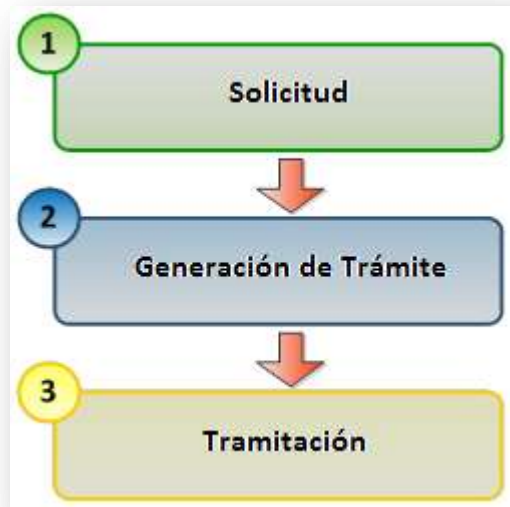 1
Solicitud
2
Generación de Trámite
3
Tramitación